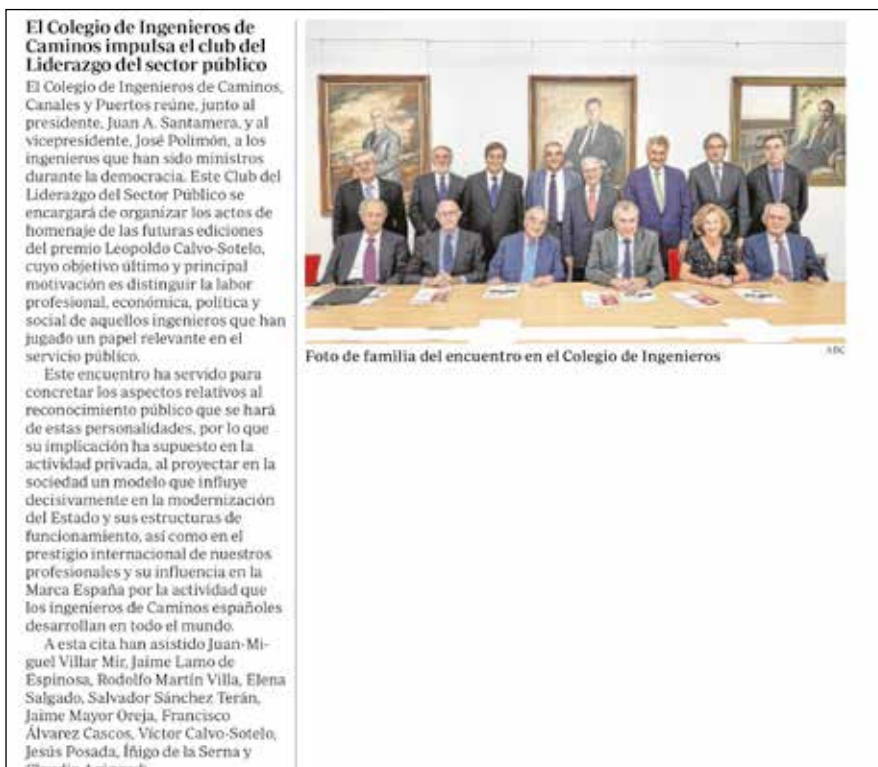 El Colegio de Ingenieros de
Caminos impulsa el club del
Liderazgo del sector público
El Colegio de Ingenieros de Caminos,
Canales y Puertos reúne, junto al
presidente, Juan A. Santamera, y al
vicepresidente, José Polimón, a los
ingenieros que han sido ministros
durante la democracia. Este Club del
Liderazgo del Sector Público se
encargará de organizar los actos de
homenaje de las futuras ediciones
del premio Leopoldo Calvo-Sotelo,
cuyo objetivo último y principal
motivación es distinguir la labor
profesional, económica, política y
social de aquellos ingenieros que han
jugado un papel relevante en el
servicio público.
Este encuentro ha servido para
concretar los aspectos relativos al
reconocimiento público que se hará
de estas personalidades, por lo que
su implicación ha supuesto en la
actividad privada, al proyectar en la
sociedad un modelo que influye
decisivamente en la modernización
del Estado y sus estructuras de
funcionamiento, así como en el
prestigio internacional de nuestros
profesionales y su influencia en la
Marca España por la actividad que
los ingenieros de Caminos españoles
desarrollan en todo el mundo.
A esta cita han asistido Juan-Mi-
guel Villar Mir, Jaime Lamo de
Espinosa, Rodolfo Martín Villa, Elena
Salgado, Salvador Sánchez Terán,
Jaime Mayor Oreja, Francisco
Álvarez Cascos, Víctor Calvo-Sotelo,
Jesús Posada, Íñigo de la Serna y
ABC
Foto de familia del encuentro en el Colegio de Ingenieros